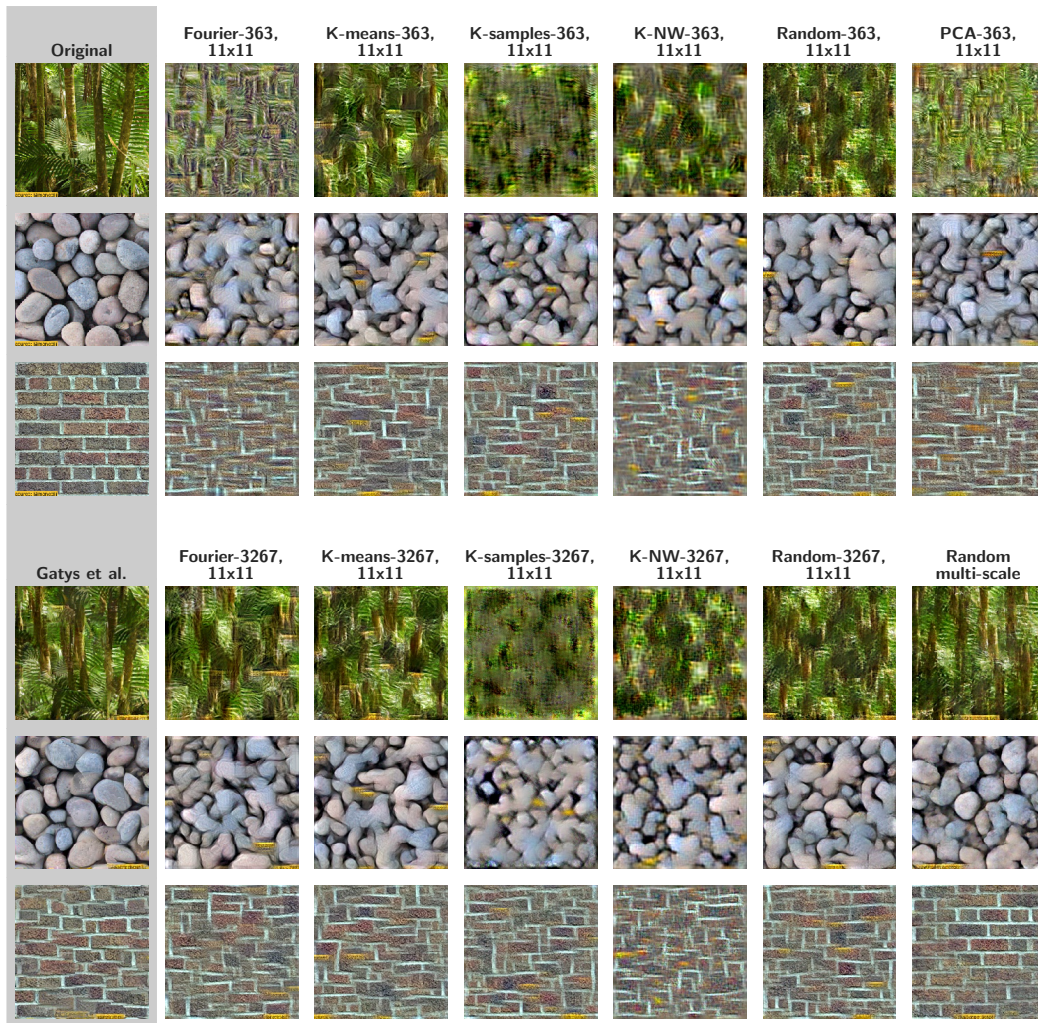 Original
Fourier-363,
11x11
K-means-363,
11x11
K-samples-363,
11x11
K-NW-363,
11x11
Random-363,
11x11
PCA-363,
11x11
Gatys et al.
Fourier-3267,
11x11
K-means-3267,
11x11
K-samples-3267,
11x11
K-NW-3267,
11x11
Random-3267,
11x11
Random
multi-scale